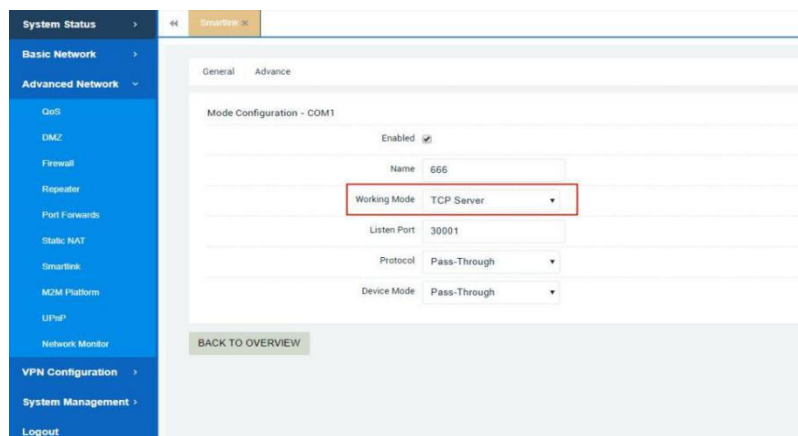 System Status
Smartlink
Basic Network
Advanced Network
QoS
DMZ
Firewall
Repeater
Port Forwards
Static NAT
Smartlink
M2M Platform
UPnP
Network Monitor
VPN Configuration
System Management
Logout
General Advance
Mode Configuration - COM1
Enabled
Name 666
Working Mode TCP Server
Listen Port 30001
Protocol Pass-Through
Device Mode Pass-Through
BACK TO OVERVIEW